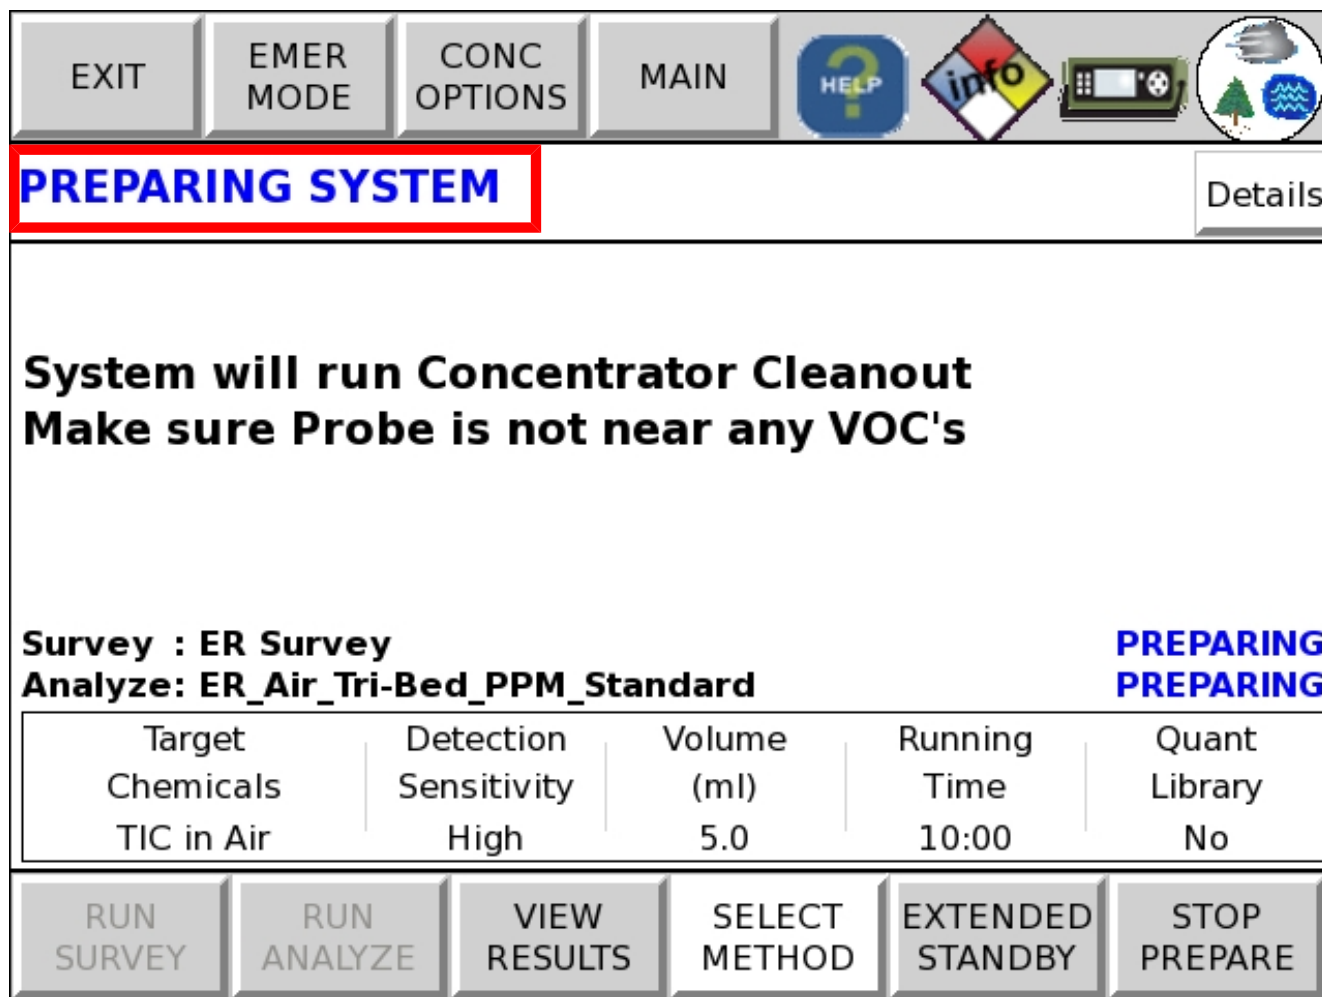 EXIT
EMER
MODE
CONC
OPTIONS
MAIN
HELP
info
PREPARING SYSTEM
Details
System will run Concentrator Cleanout
Make sure Probe is not near any VOC's
Survey : ER Survey PREPARING
Analyze: ER_Air_Tri-Bed_PPM_Standard PREPARING
Target Detection Volume Running Quant
Chemicals Sensitivity (ml) Time Library
TIC in Air High 5.0 10:00 No
RUN
SURVEY
RUN
ANALYZE
VIEW
RESULTS
SELECT
METHOD
EXTENDED
STANDBY
STOP
PREPARE